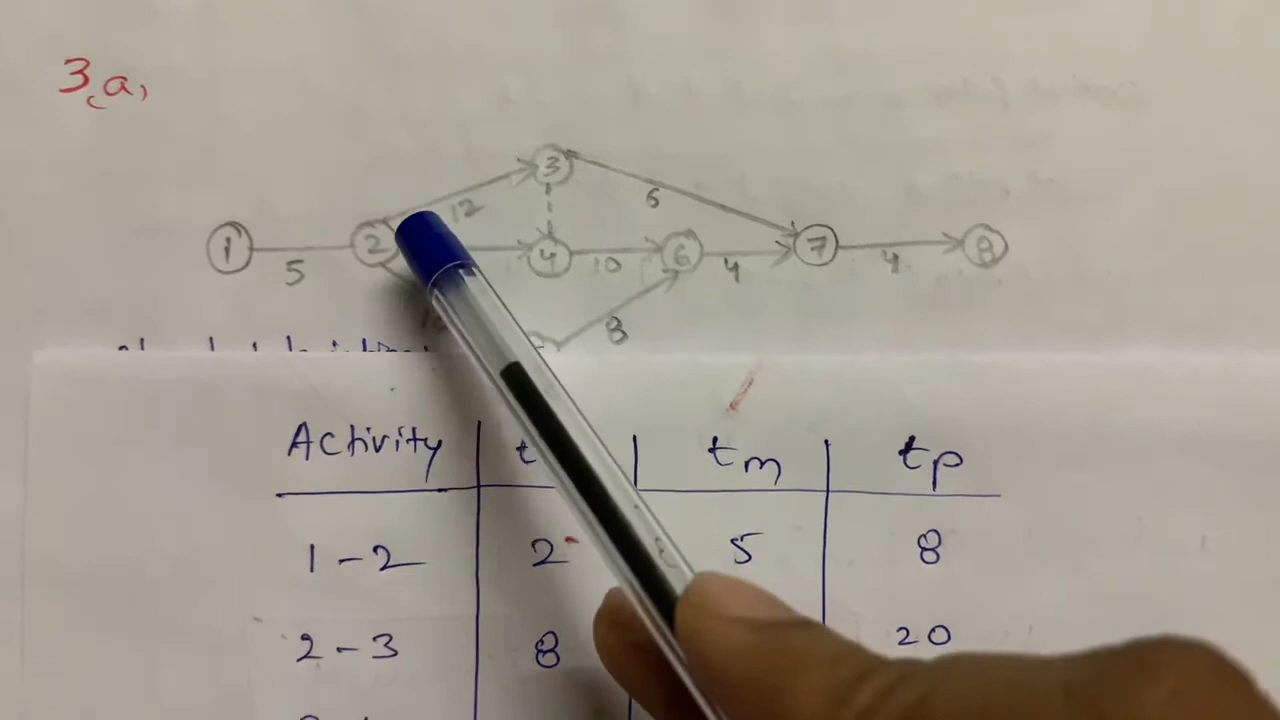 3,a,
3
12
6
1 2 4 6 7 8
5 10 4 4
8
Activity tm tp
1-2 2 5 8
2-3 8 20